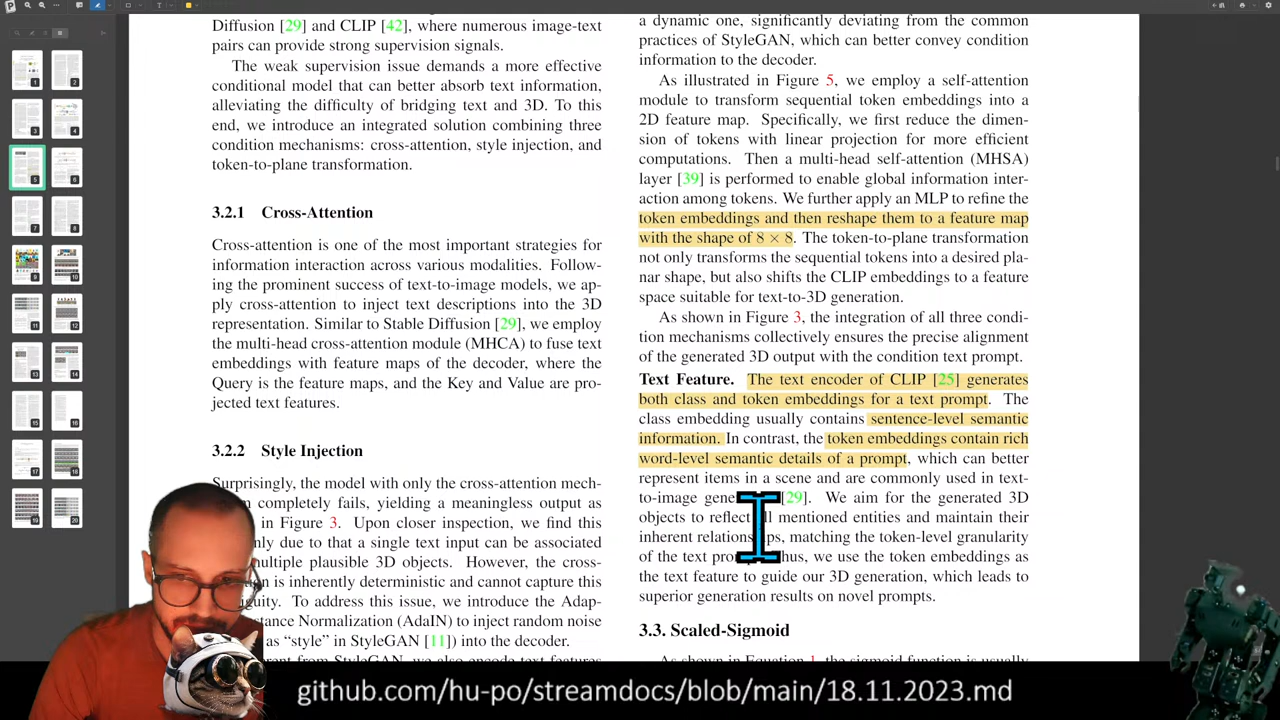 Diffusion [29] and CLIP [42], where numerous image-text
pairs can provide strong supervision signals.
The weak supervision issue demands a more effective
conditional model that can better absorb text information,
alleviating the difficulty of bridging text and 3D. To this
end, we introduce an integrated solution combining three
condition mechanisms: cross-attention, style injection, and
token-to-plane transformation.
3.2.1 Cross-Attention
Cross-attention is one of the most important strategies for
information interaction across various modalities. Follow-
ing the prominent success of text-to-image models, we ap-
ply cross-attention to inject text descriptions into the 3D
representation. Similar to Stable Diffusion [29], we employ
the multi-head cross-attention module (MHCA) to fuse text
embeddings with feature maps of the decoder, where the
Query is the feature maps, and the Key and Value are pro-
jected text features.
3.2.2 Style Injection
Surprisingly, the model with only the cross-attention mech-
completely fails, yielding a meaningless output as
in Figure 3. Upon closer inspection, we find this
only due to that a single text input can be associated
multiple plausible 3D objects. However, the cross-
is inherently deterministic and cannot capture this
To address this issue, we introduce the Adap-
Instance Normalization (AdaIN) to inject random noise
as “style” in StyleGAN [11]) into the decoder.
from StyleGAN, we also encode text features
a dynamic one, significantly deviating from the common
practices of StyleGAN, which can better convey condition
information to the decoder.
As illustrated in Figure 5, we employ a self-attention
module to transform sequential token embeddings into a
2D feature map. Specifically, we first reduce the dimen-
sion of tokens with linear projection for more efficient
computations. Then a multi-head self-attention (MHSA)
layer [39] is performed to enable global information inter-
action among tokens. We further apply an MLP to refine the
token embeddings and then reshape them to a feature map
with the shape of 8 × 8. The token-to-plane transformation
not only transforms the sequential tokens into a desired pla-
nar shape, but also shifts the CLIP embeddings to a feature
space suitable for text-to-3D generation.
As shown in Figure 3, the integration of all three condi-
tion mechanisms collectively ensures the precise alignment
of the generated 3D output with the condition text prompt.
Text Feature. The text encoder of CLIP [25] generates
both class and token embeddings for a text prompt. The
class embedding usually contains sentence-level semantic
information. In contrast, the token embeddings contain rich
word-level semantic details of a prompt, which can better
represent items in a scene and are commonly used in text-
to-image gene [29]. We aim for the generated 3D
objects to reflect all mentioned entities and maintain their
inherent relationships, matching the token-level granularity
of the text prompt. Thus, we use the token embeddings as
the text feature to guide our 3D generation, which leads to
superior generation results on novel prompts.
3.3. Scaled-Sigmoid
As shown in Equation 1, the sigmoid function is usually
github.com/hu-po/streamdocs/blob/main/18.11.2023.md